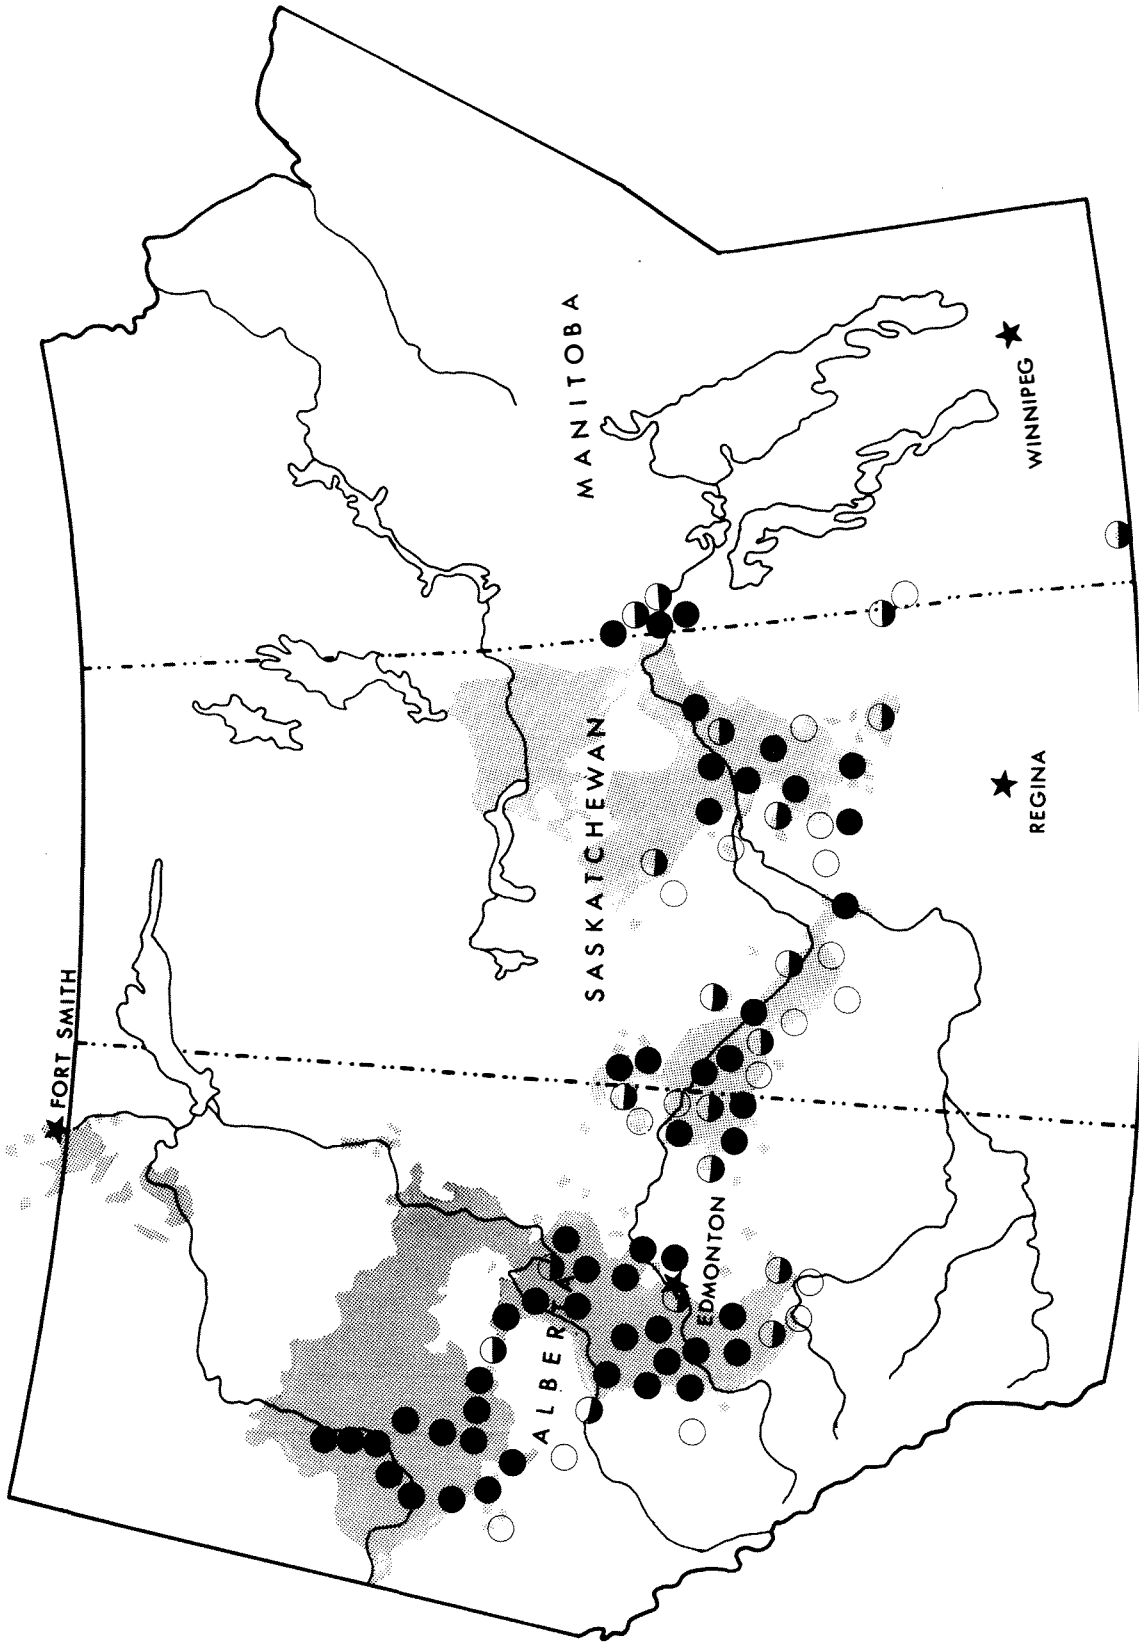 FORT SMITH
ALBERTA
EDMONTON
SASKATCHEWAN
REGINA
MANITOBA
WINNIPEG